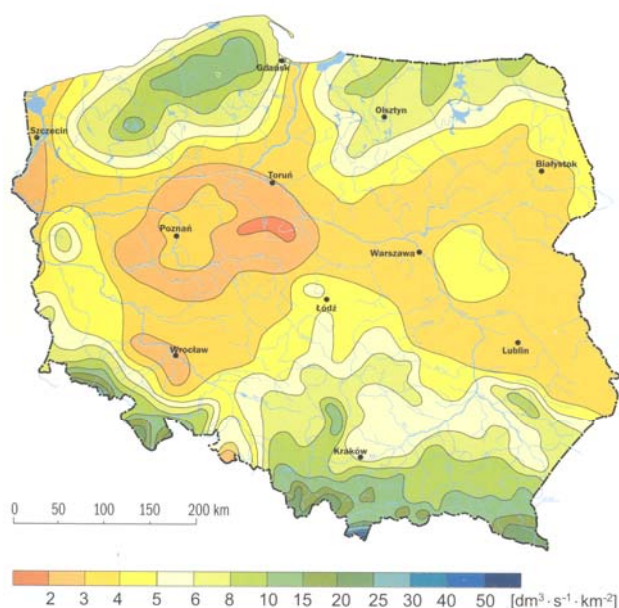 Gdańsk
Olsztyn
Szczecin
Białystok
Toruń
Poznań
Warszawa
Łódź
Wrocław
Lublin
Kraków
0 50 100 150 200 km
2 3 4 5 6 8 10 15 20 25 30 40 50 [dm³·s⁻¹·km⁻²]